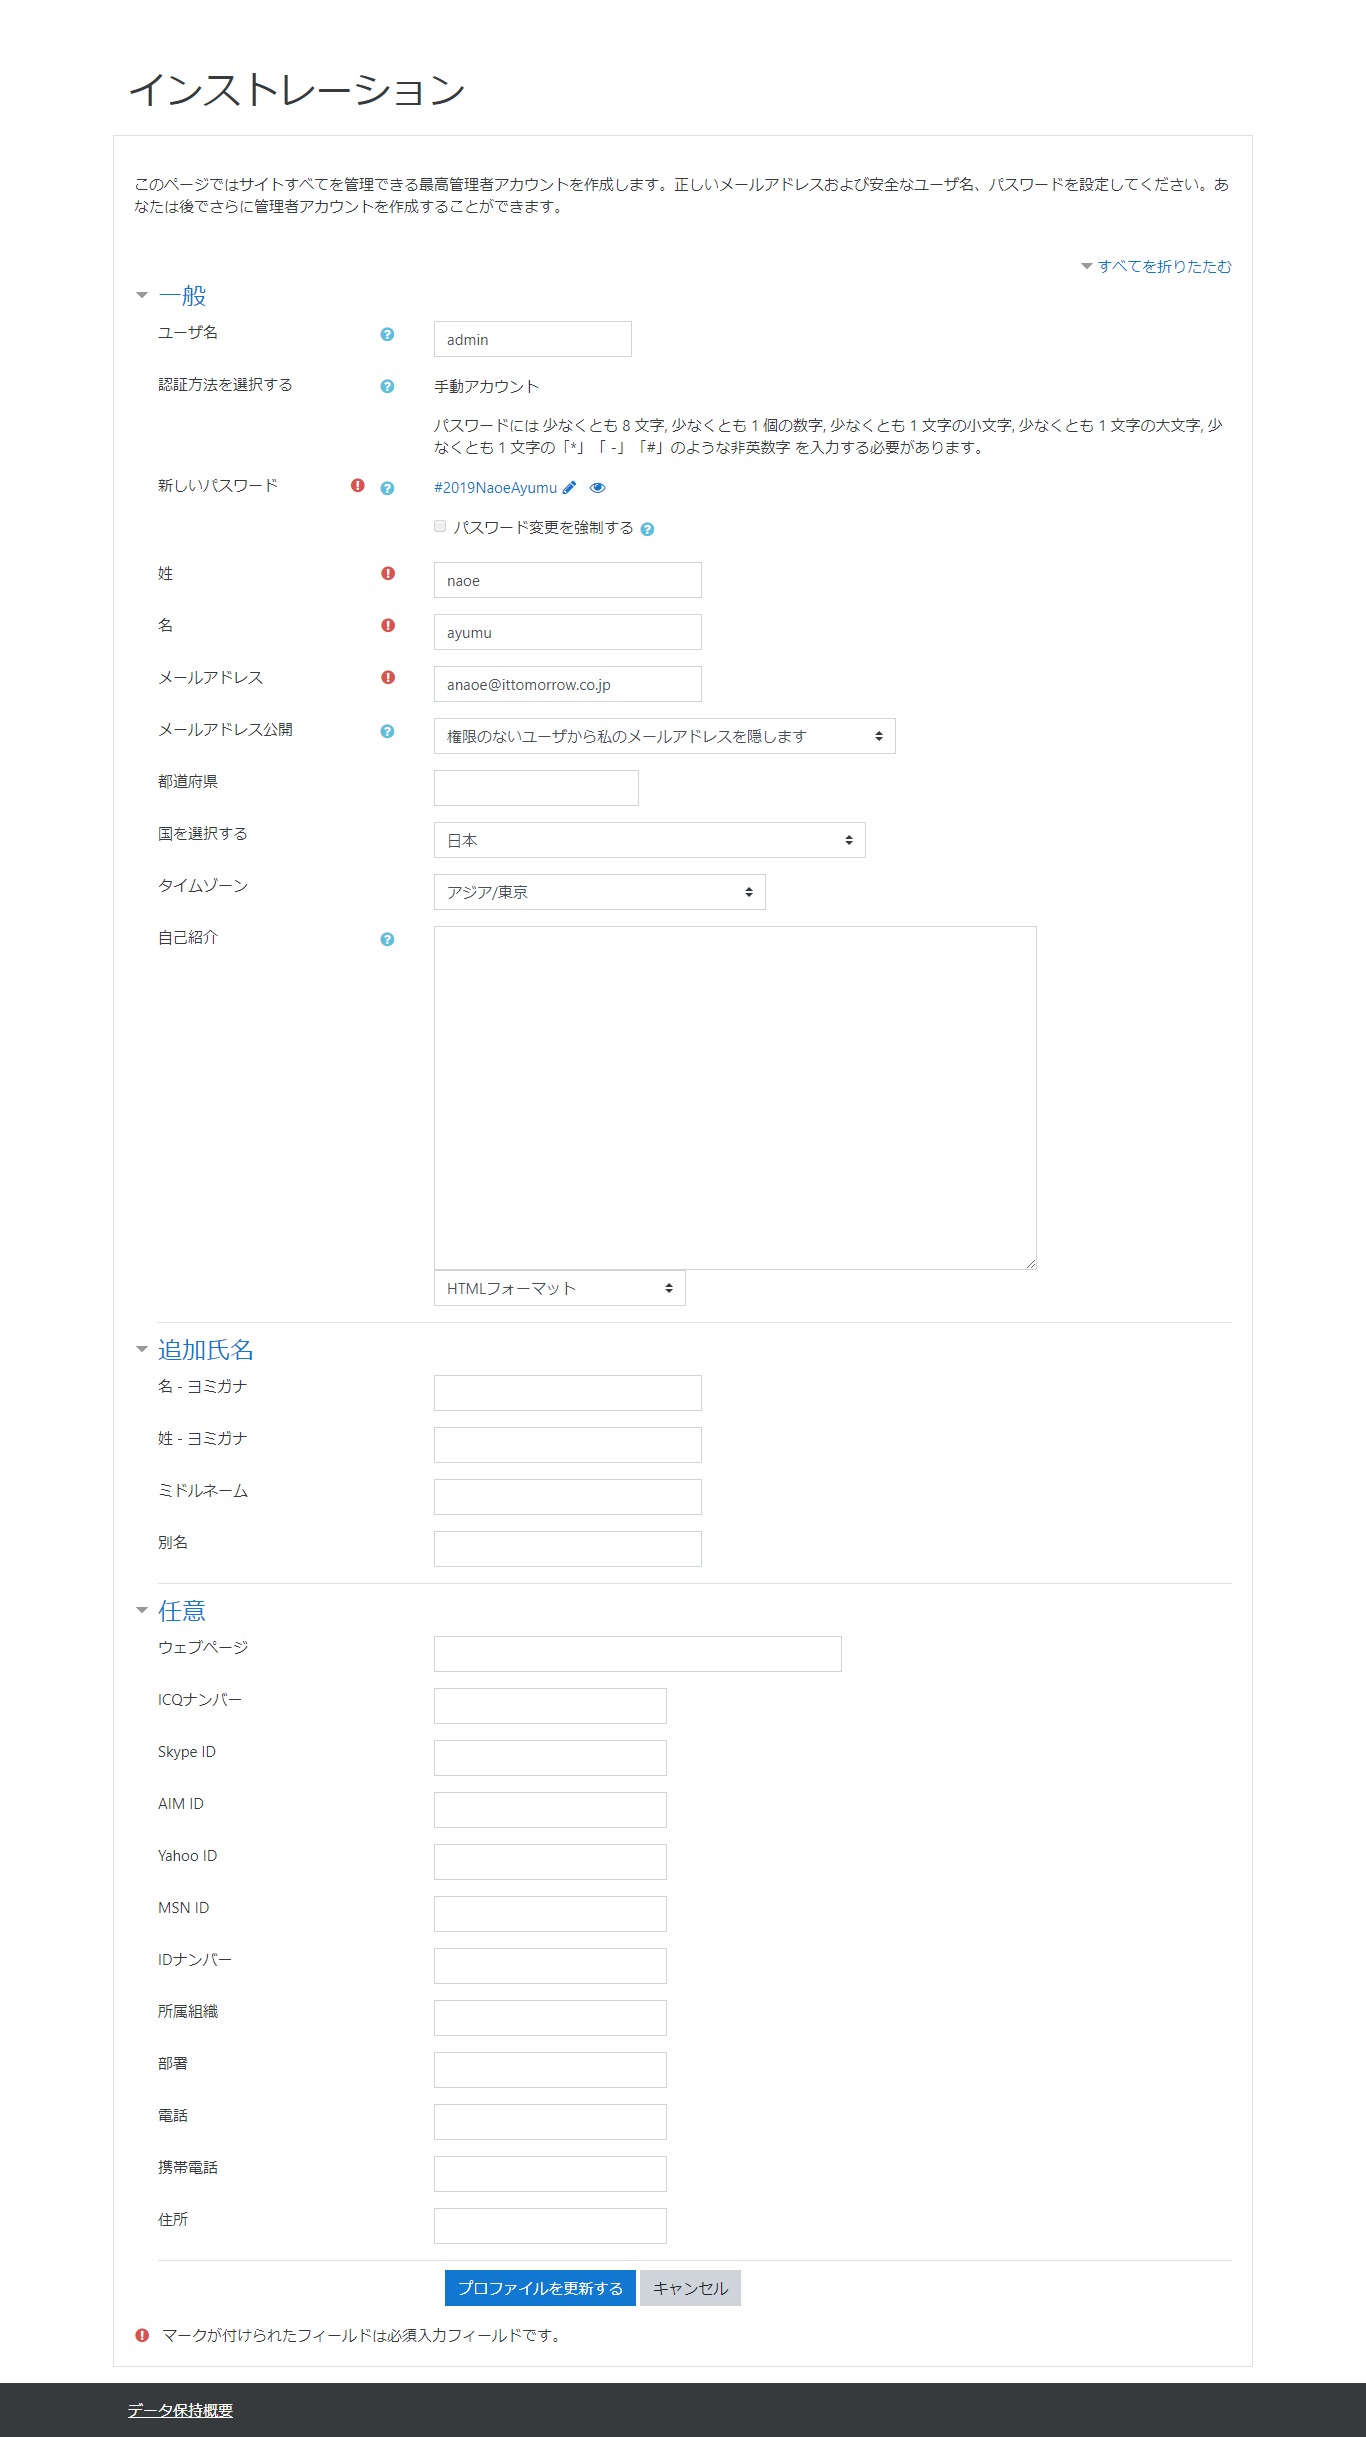 インストレーション
このページではサイトすべてを管理できる最高管理者アカウントを作成します。正しいメールアドレスおよび安全なユーザ名、パスワードを設定してください。あ
なたは後でさらに管理者アカウントを作成することができます。
すべてを折りたたむ
一般
ユーザ名 admin
認証方法を選択する 手動アカウント
パスワードには 少なくとも 8 文字, 少なくとも 1 個の数字, 少なくとも 1 文字の小文字, 少なくとも 1 文字の大文字, 少
なくとも 1 文字の「*」「 -」「#」のような非英数字 を入力する必要があります。
新しいパスワード #2019NaoeAyumu
パスワード変更を強制する
姓 naoe
名 ayumu
メールアドレス anaoe@ittomorrow.co.jp
メールアドレス公開 権限のないユーザから私のメールアドレスを隠します
都道府県
国を選択する 日本
タイムゾーン アジア/東京
自己紹介
HTMLフォーマット
追加氏名
名 - ヨミガナ
姓 - ヨミガナ
ミドルネーム
別名
任意
ウェブページ
ICQナンバー
Skype ID
AIM ID
Yahoo ID
MSN ID
IDナンバー
所属組織
部署
電話
携帯電話
住所
プロファイルを更新する キャンセル
マークが付けられたフィールドは必須入力フィールドです。
データ保持概要